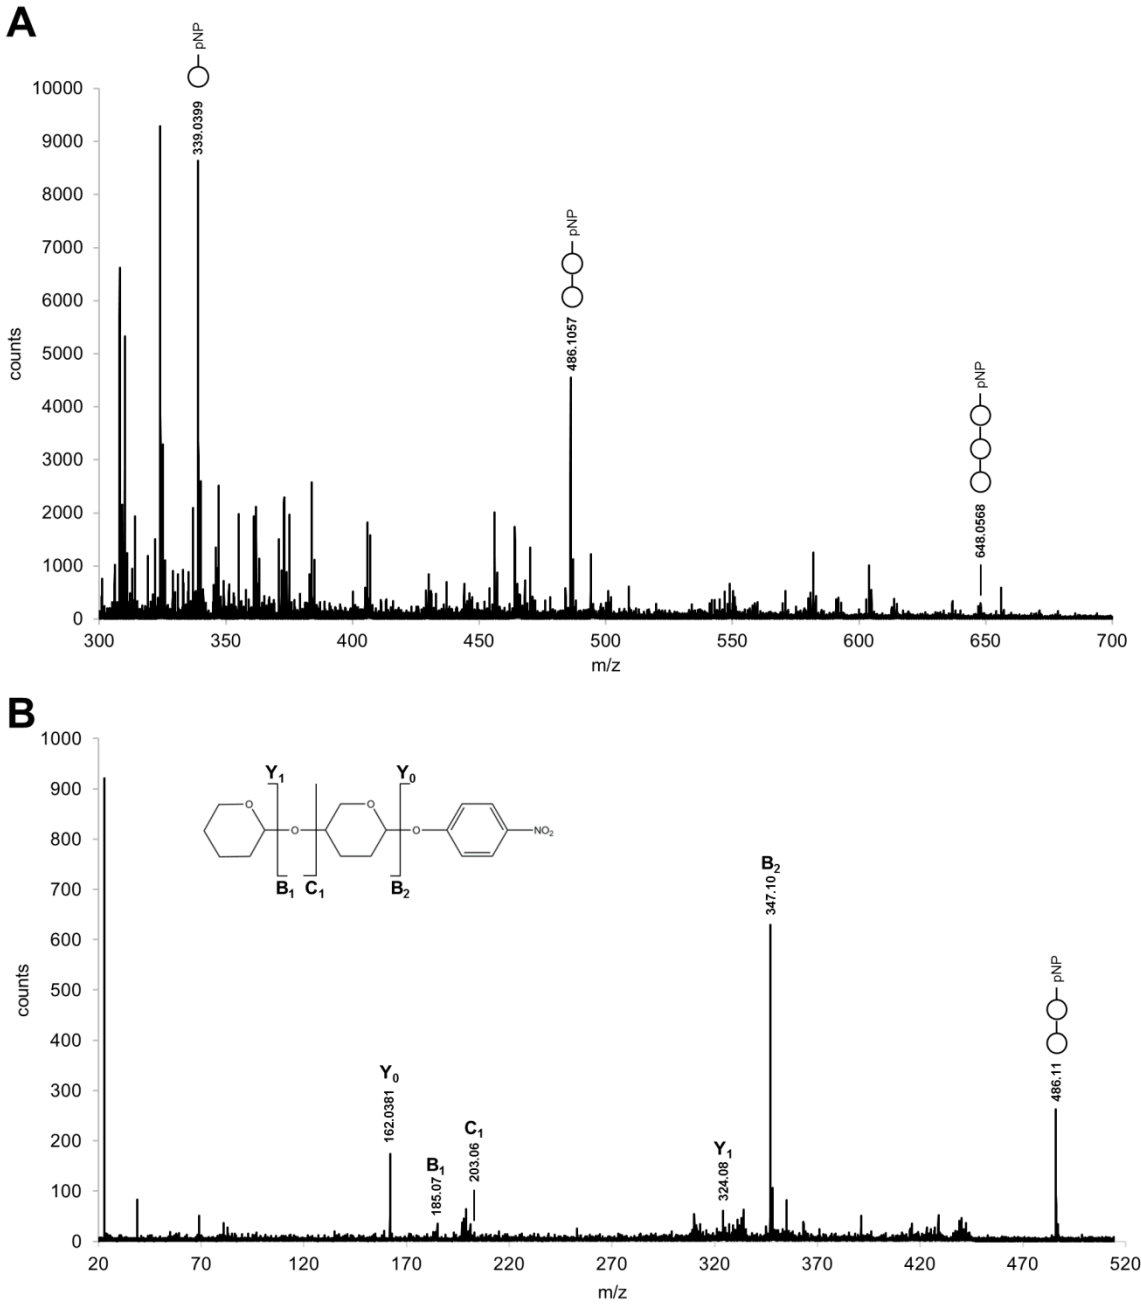 A
pNP
339.0399
pNP
486.1057
pNP
648.0568
10000
9000
8000
7000
6000
5000
4000
3000
2000
1000
0
counts
300 350 400 450 500 550 600 650 700
m/z
B
1000
900
800
700
600
500
400
300
200
100
0
counts
Y1 Y0
O O
O O NO2
B1 C1 B2
B2
347.10
pNP
486.11
Y0
162.0381
B1
185.07
C1
203.06
Y1
324.08
20 70 120 170 220 270 320 370 420 470 520
m/z